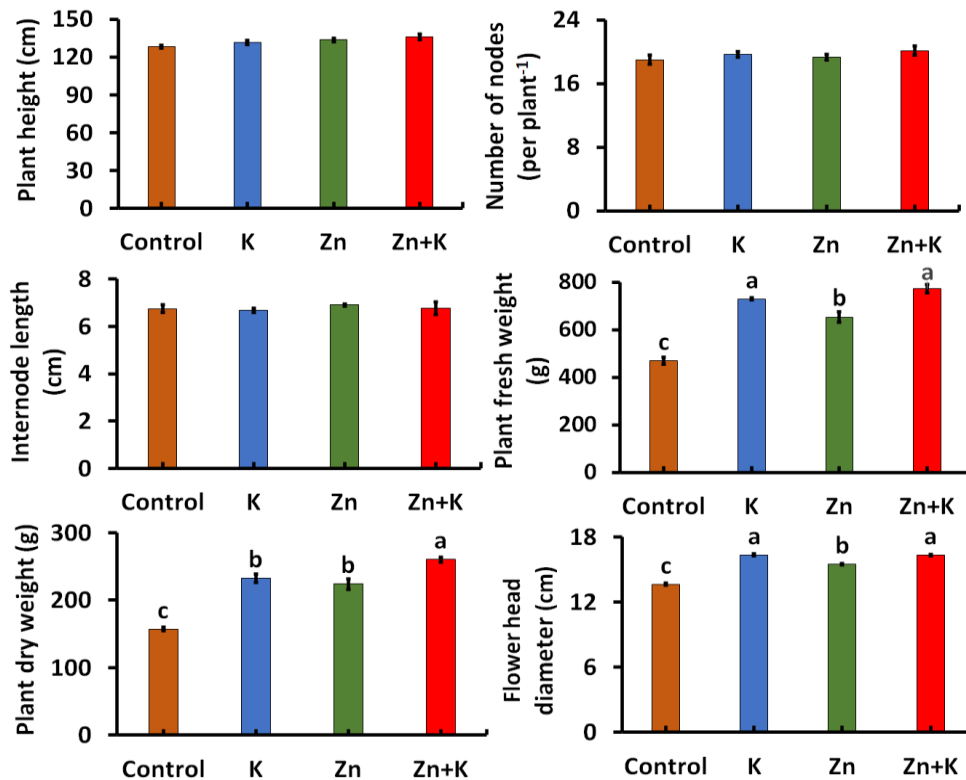 Plant height (cm)
150
120
90
60
30
0
Control K Zn Zn+K
Number of nodes
(per plant-1)
24
16
8
0
Control K Zn Zn+K
Internode length
(cm)
8
6
4
2
0
Control K Zn Zn+K
Plant fresh weight
(g)
800
600
400
200
0
c a b a
Control K Zn Zn+K
Plant dry weight (g)
300
200
100
0
c b b a
Control K Zn Zn+K
Flower head
diameter (cm)
18
12
6
0
c a b a
Control K Zn Zn+K